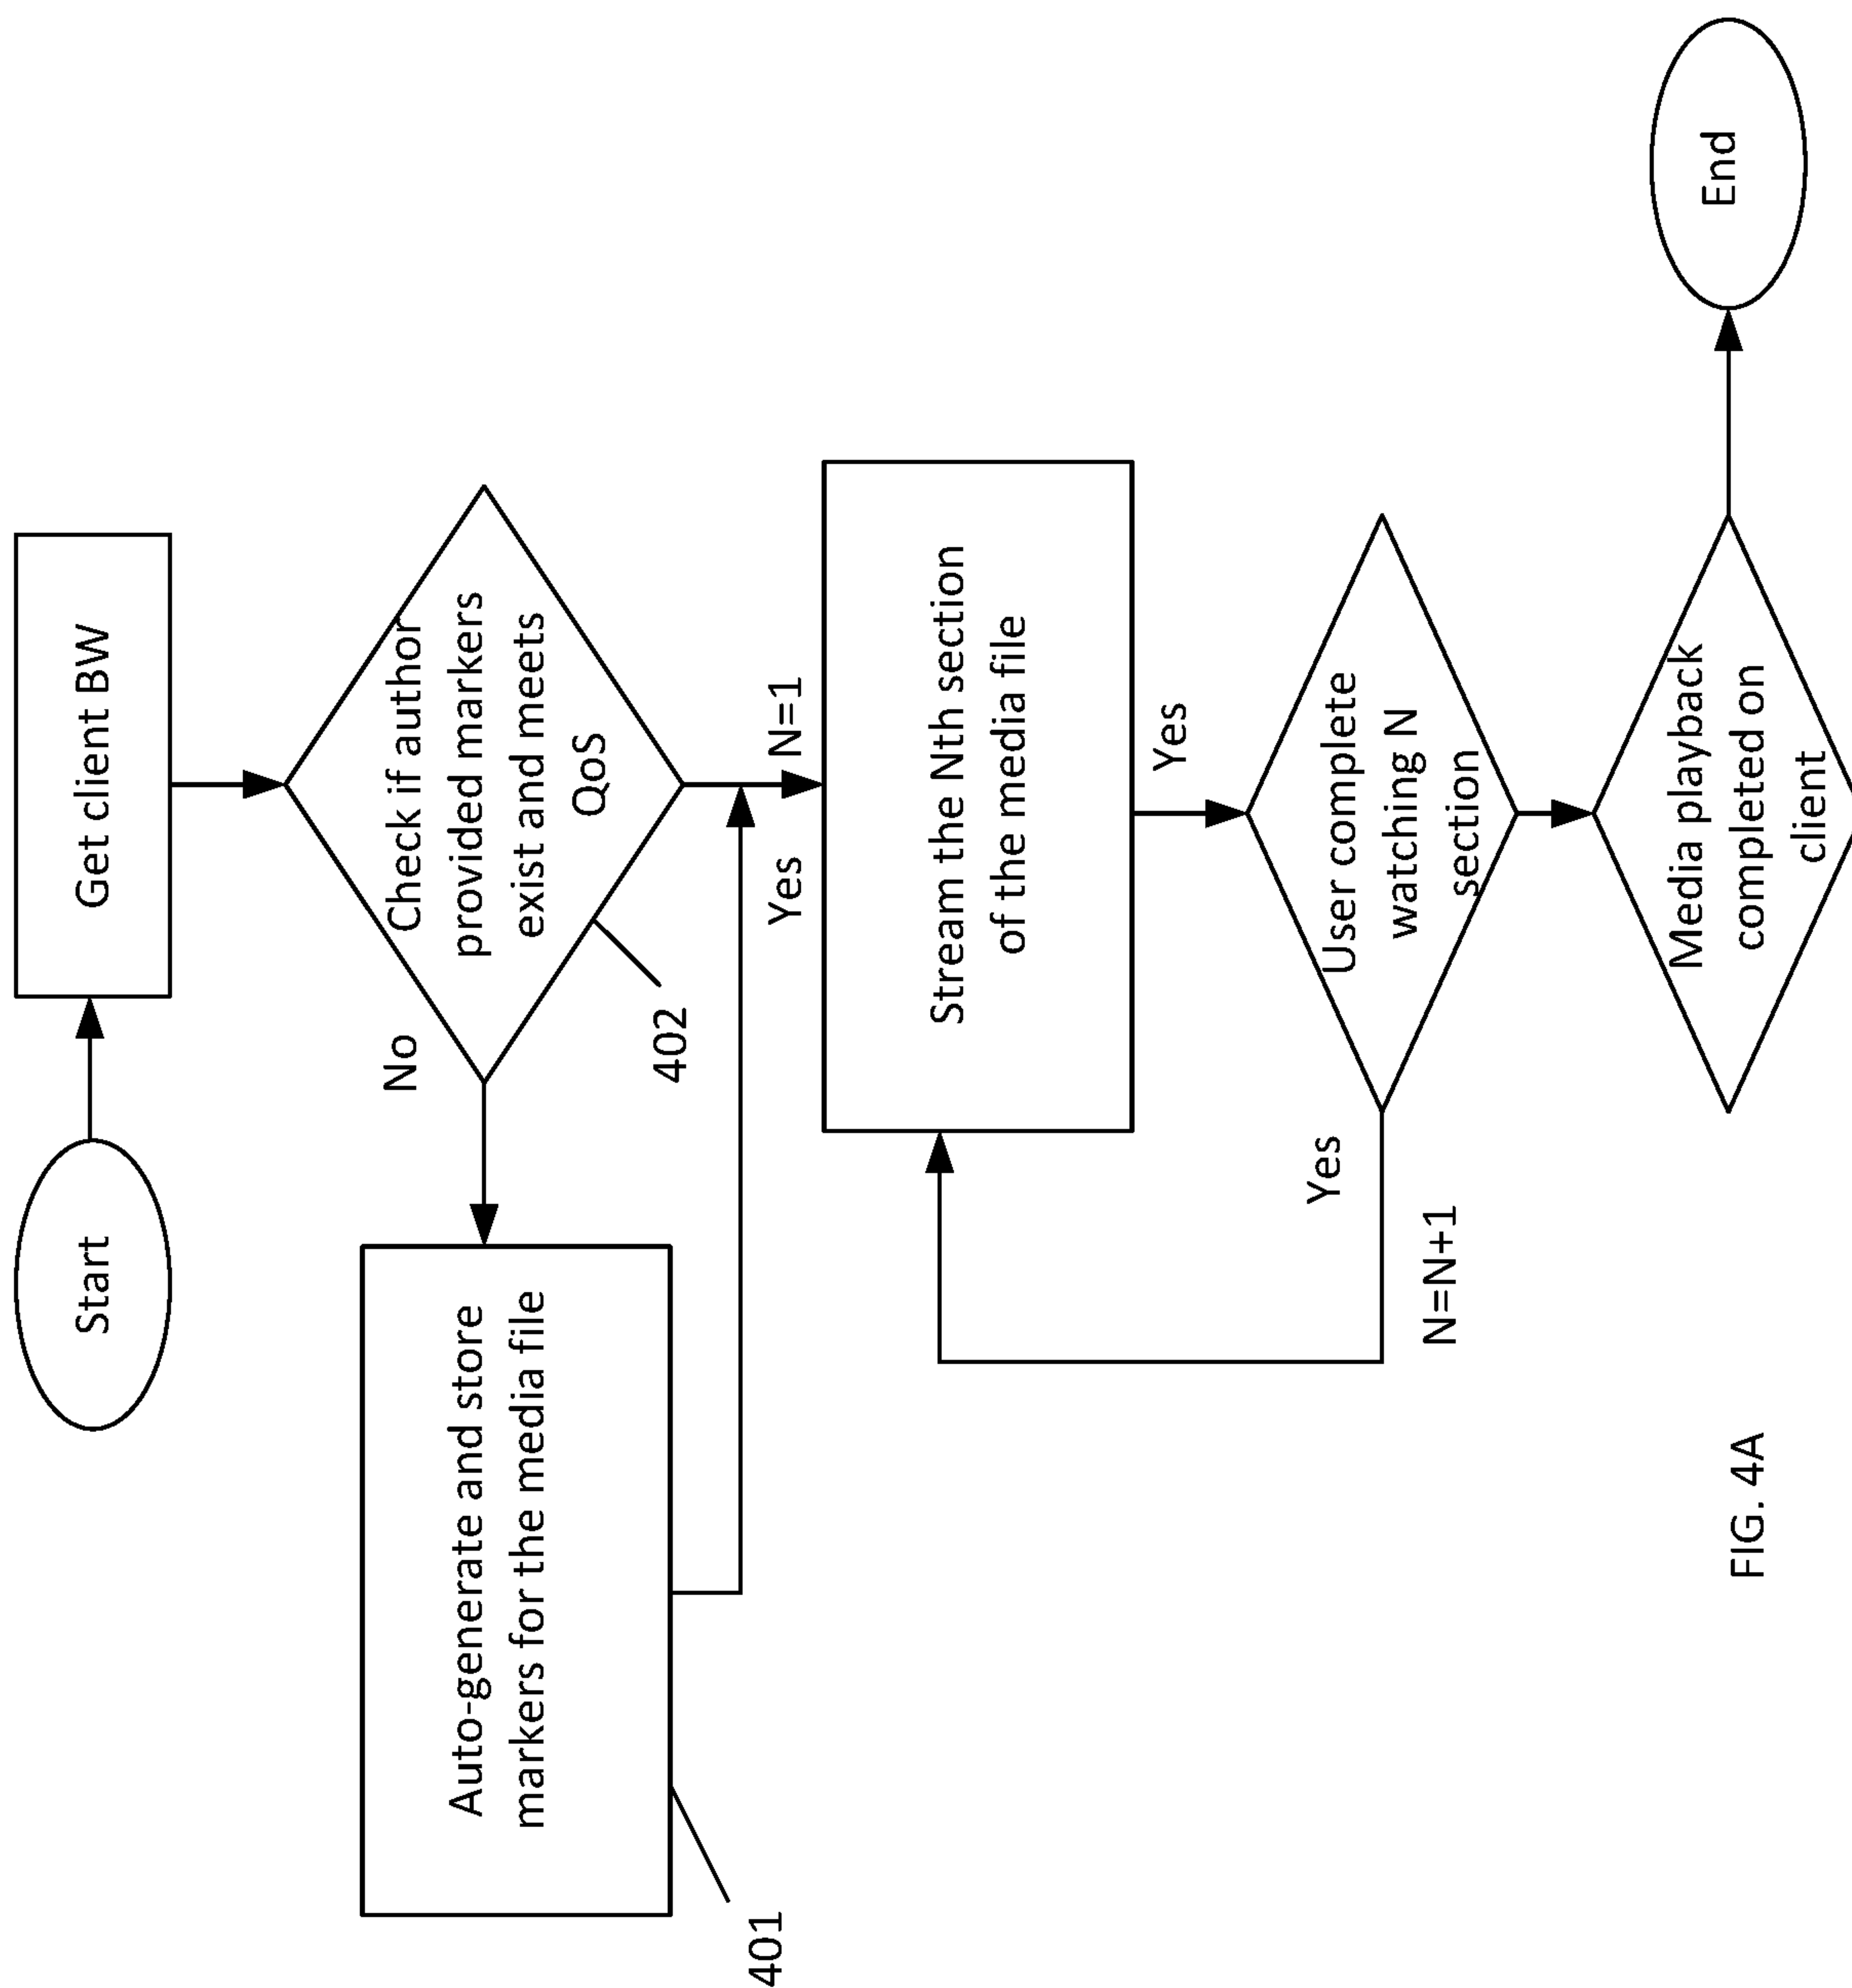 Start
Get client BW
No
Check if author
provided markers
exist and meets
QoS
402
Auto-generate and store
markers for the media file
401
Yes
N=1
Stream the Nth section
of the media file
Yes
User complete
watching N
section
Yes
N=N+1
Media playback
completed on
client
End
FIG. 4A